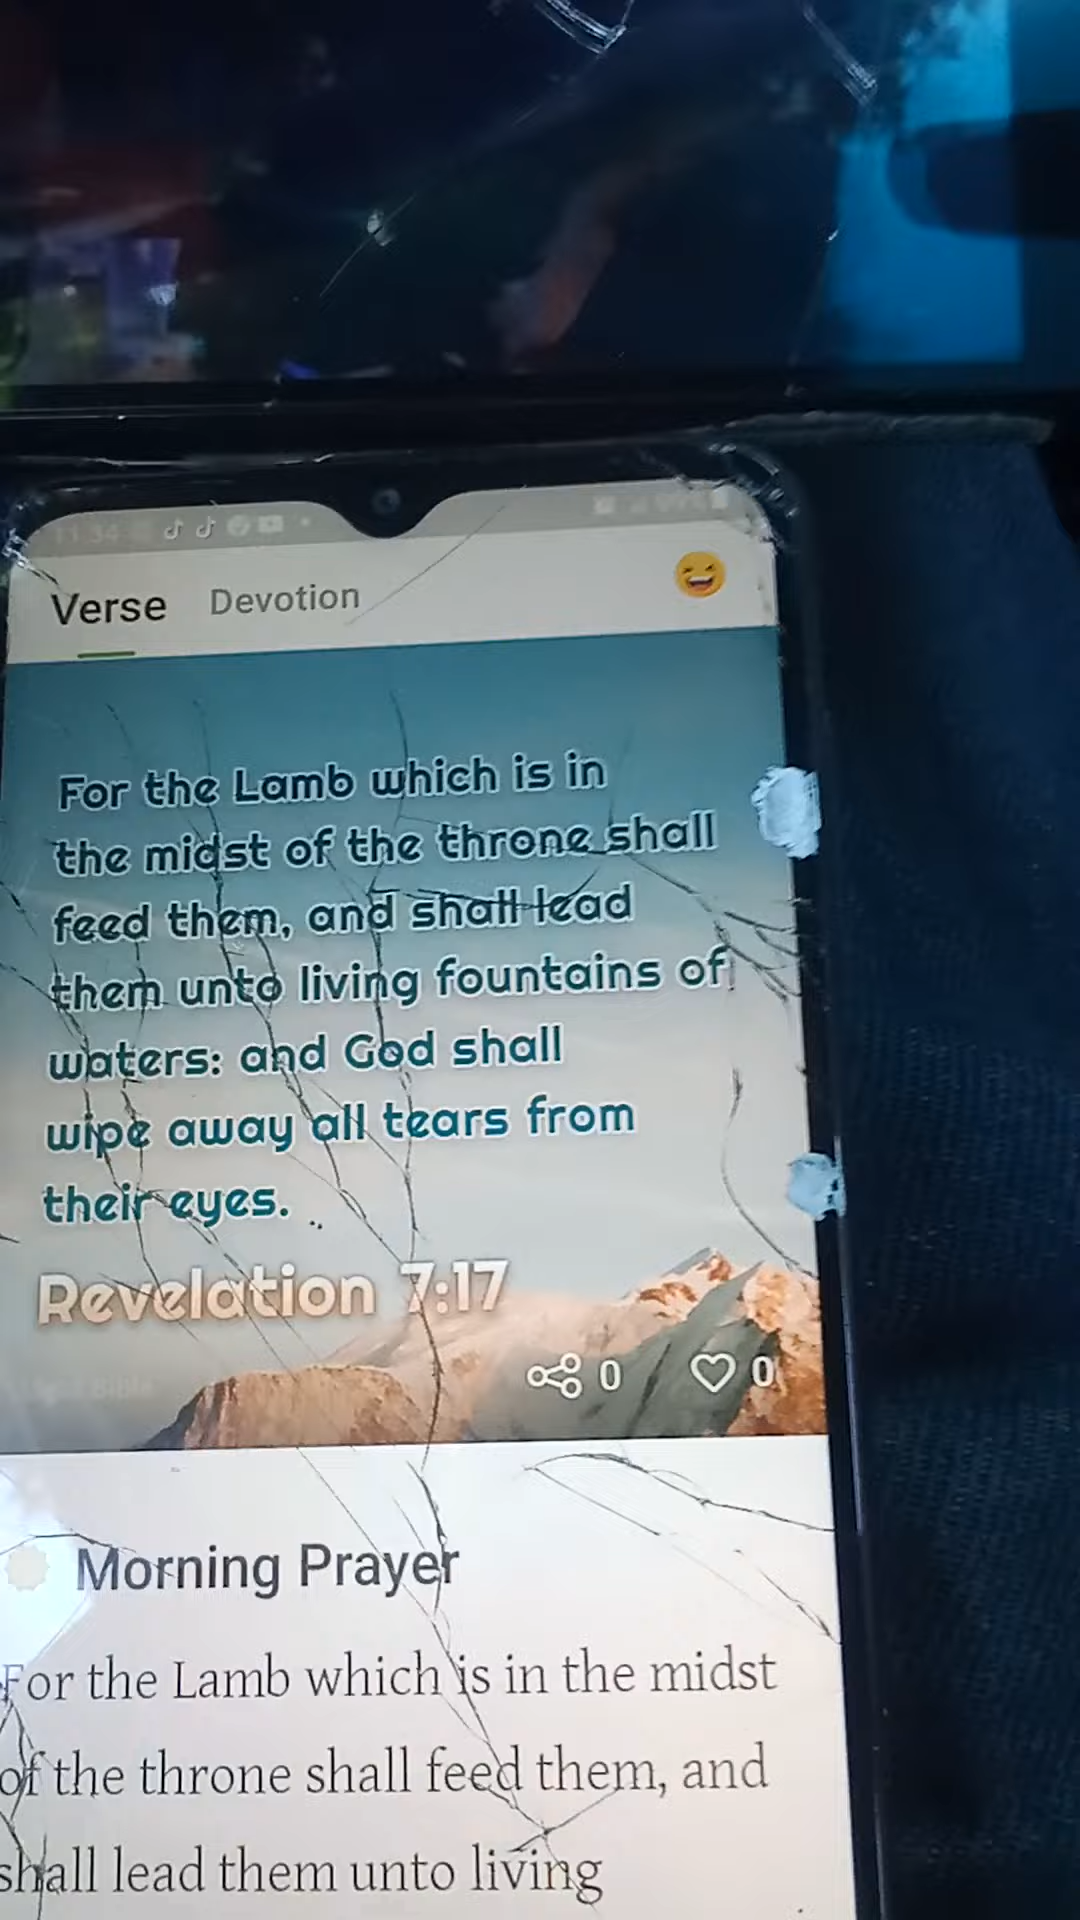 11:34
Verse Devotion
For the Lamb which is in
the midst of the throne shall
feed them, and shall lead
them unto living fountains of
waters: and God shall
wipe away all tears from
their eyes.
Revelation 7:17
0 0
Morning Prayer
For the Lamb which is in the midst
of the throne shall feed them, and
shall lead them unto living